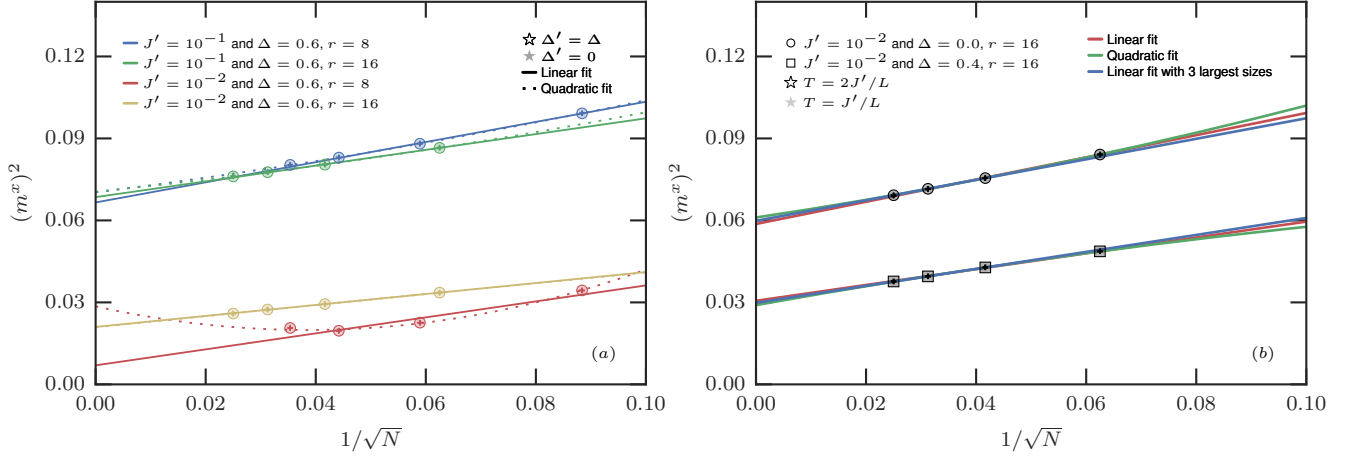 J′ = 10⁻¹ and Δ = 0.6, r = 8
J′ = 10⁻¹ and Δ = 0.6, r = 16
J′ = 10⁻² and Δ = 0.6, r = 8
J′ = 10⁻² and Δ = 0.6, r = 16
Δ′ = Δ
Δ′ = 0
Linear fit
Quadratic fit
0.12
0.09
0.06
0.03
0.00
(mˣ)²
0.00 0.02 0.04 0.06 0.08 0.10
1/√N
(a)
J′ = 10⁻² and Δ = 0.0, r = 16
J′ = 10⁻² and Δ = 0.4, r = 16
T = 2J′/L
T = J′/L
Linear fit
Quadratic fit
Linear fit with 3 largest sizes
0.12
0.09
0.06
0.03
0.00
(mˣ)²
0.00 0.02 0.04 0.06 0.08 0.10
1/√N
(b)